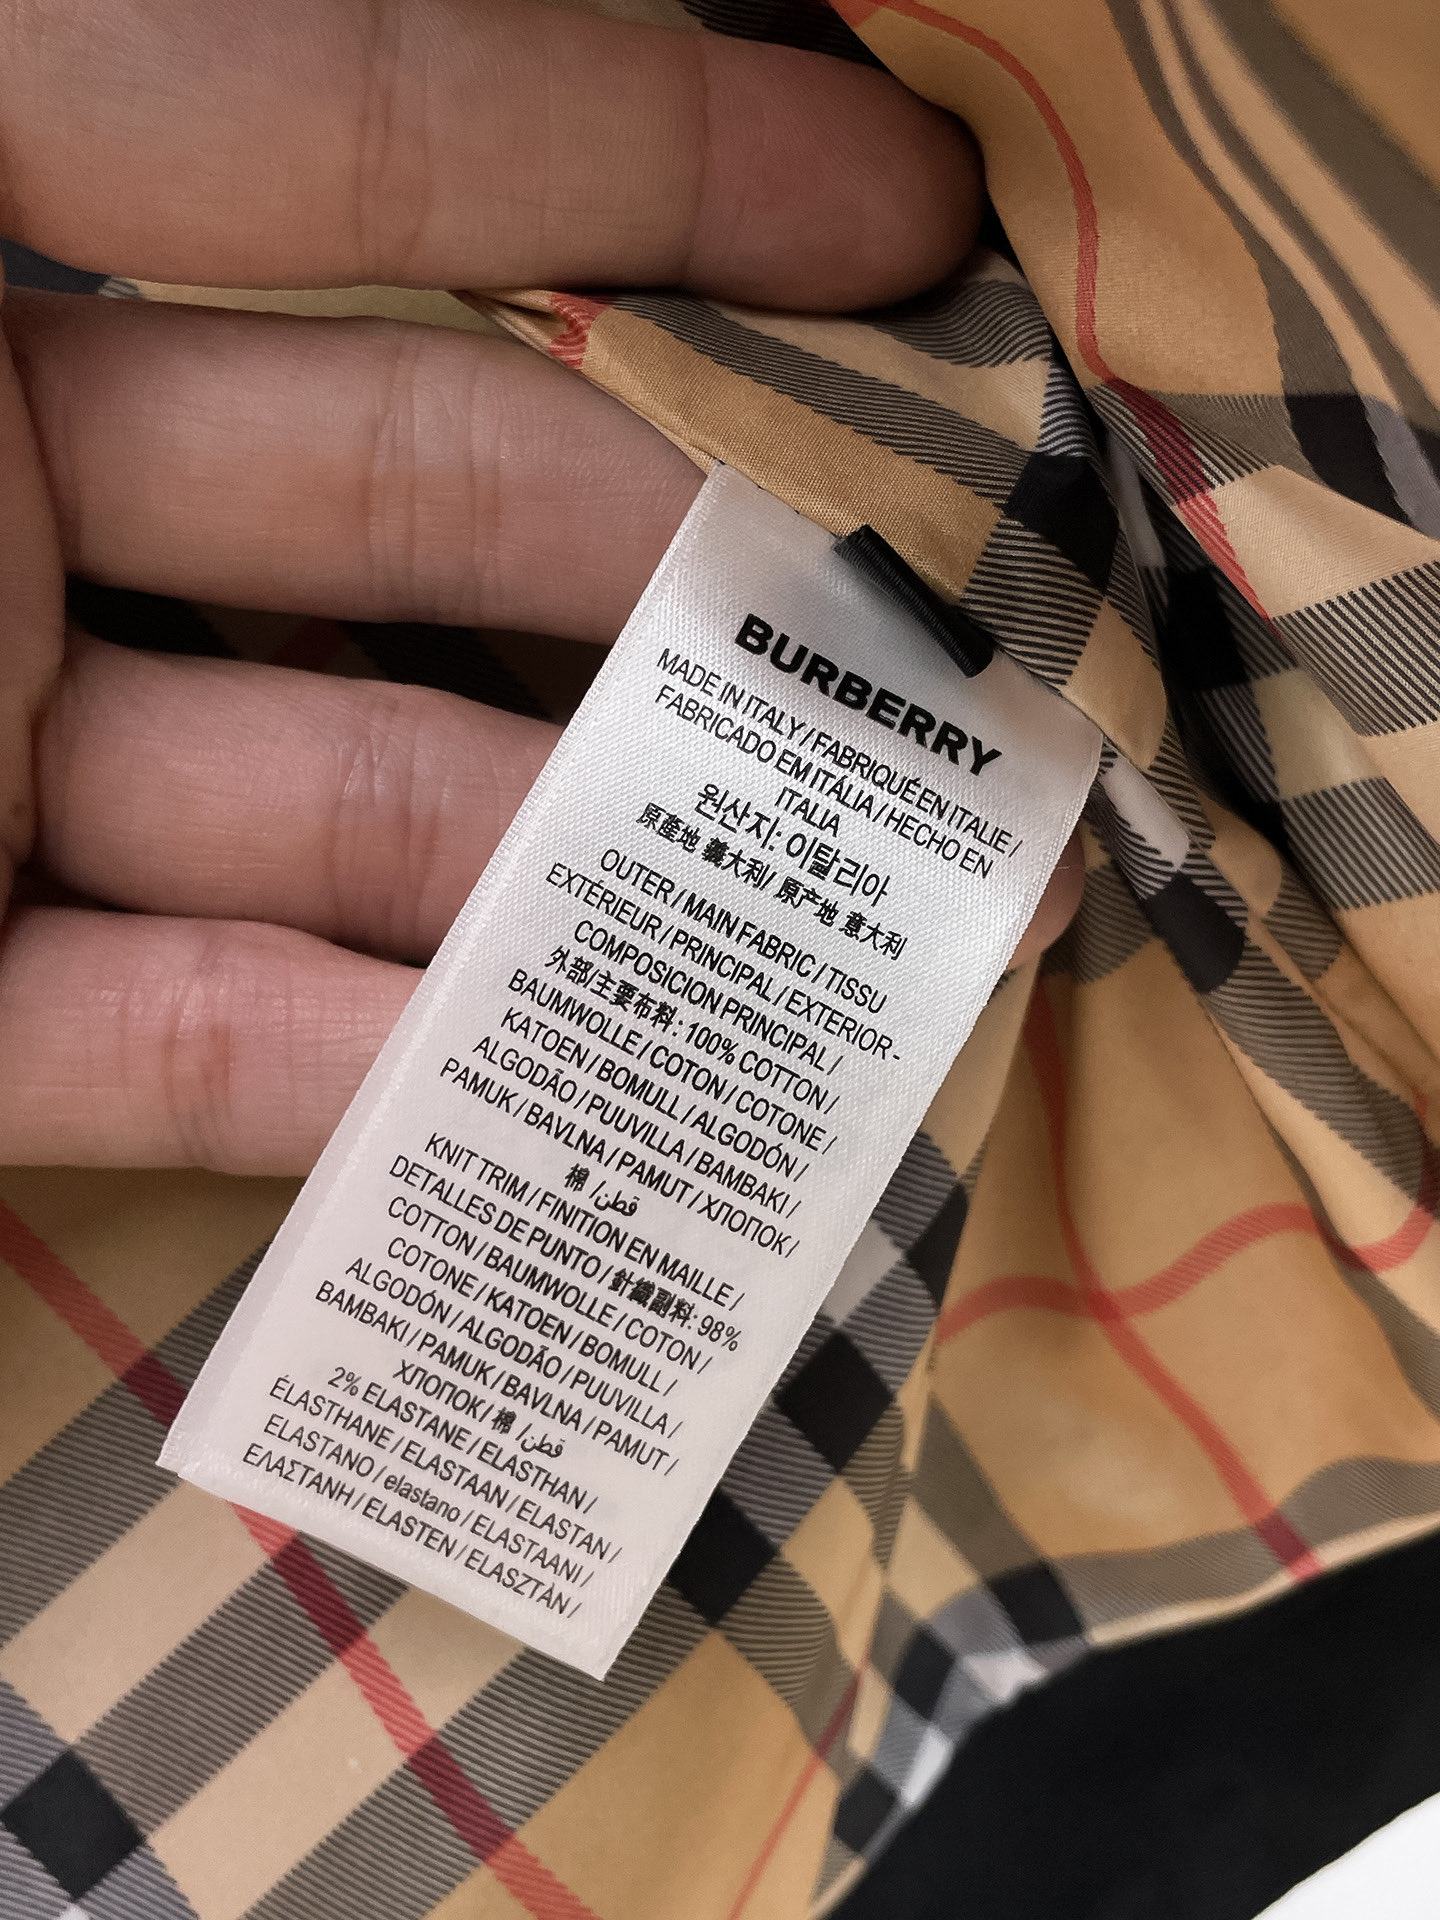 BURBERRY
MADE IN ITALY / FABRIQUÉ EN ITALIE /
FABRICADO EM ITÁLIA / HECHO EN
ITALIA
원산지: 이탈리아
原產地 義大利/ 原产地 意大利
OUTER / MAIN FABRIC / TISSU
EXTÉRIEUR / PRINCIPAL / EXTERIOR -
COMPOSICION PRINCIPAL /
外部/主要布料: 100% COTTON /
BAUMWOLLE / COTON / COTONE /
KATOEN / BOMULL / ALGODÓN /
ALGODÃO / PUUVILLA / BAMBAKI /
PAMUK / BAVLNA / PAMUT / ХЛОПОК /
棉 / قطن
KNIT TRIM / FINITION EN MAILLE /
DETALLES DE PUNTO / 針織副料: 98%
COTTON / BAUMWOLLE / COTON /
COTONE / KATOEN / BOMULL /
ALGODÓN / ALGODÃO / PUUVILLA /
BAMBAKI / PAMUK / BAVLNA / PAMUT /
ХЛОПОК / 棉 / قطن
2% ELASTANE / ELASTHAN /
ÉLASTHANE / ELASTAAN / ELASTAN /
ELASTANO / elastano / ELASTAANI /
ΕΛΑΣΤΑΝΗ / ELASTEN / ELASZTÁN /